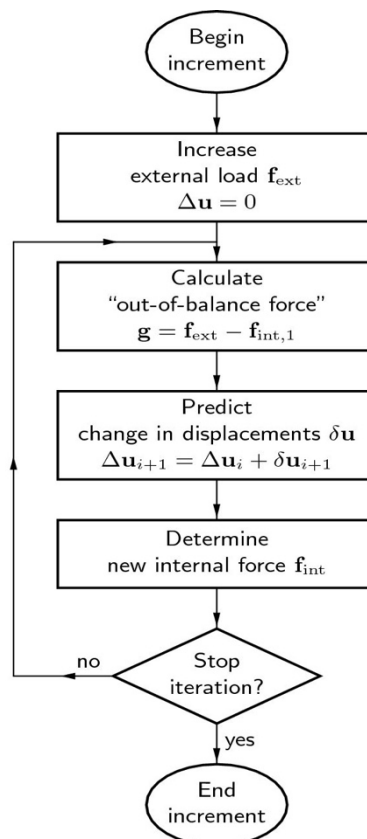 Begin
increment
Increase
external load f_ext
Δu = 0
Calculate
“out-of-balance force”
g = f_ext − f_int,1
Predict
change in displacements δu
Δu_i+1 = Δu_i + δu_i+1
Determine
new internal force f_int
no
Stop
iteration?
yes
End
increment